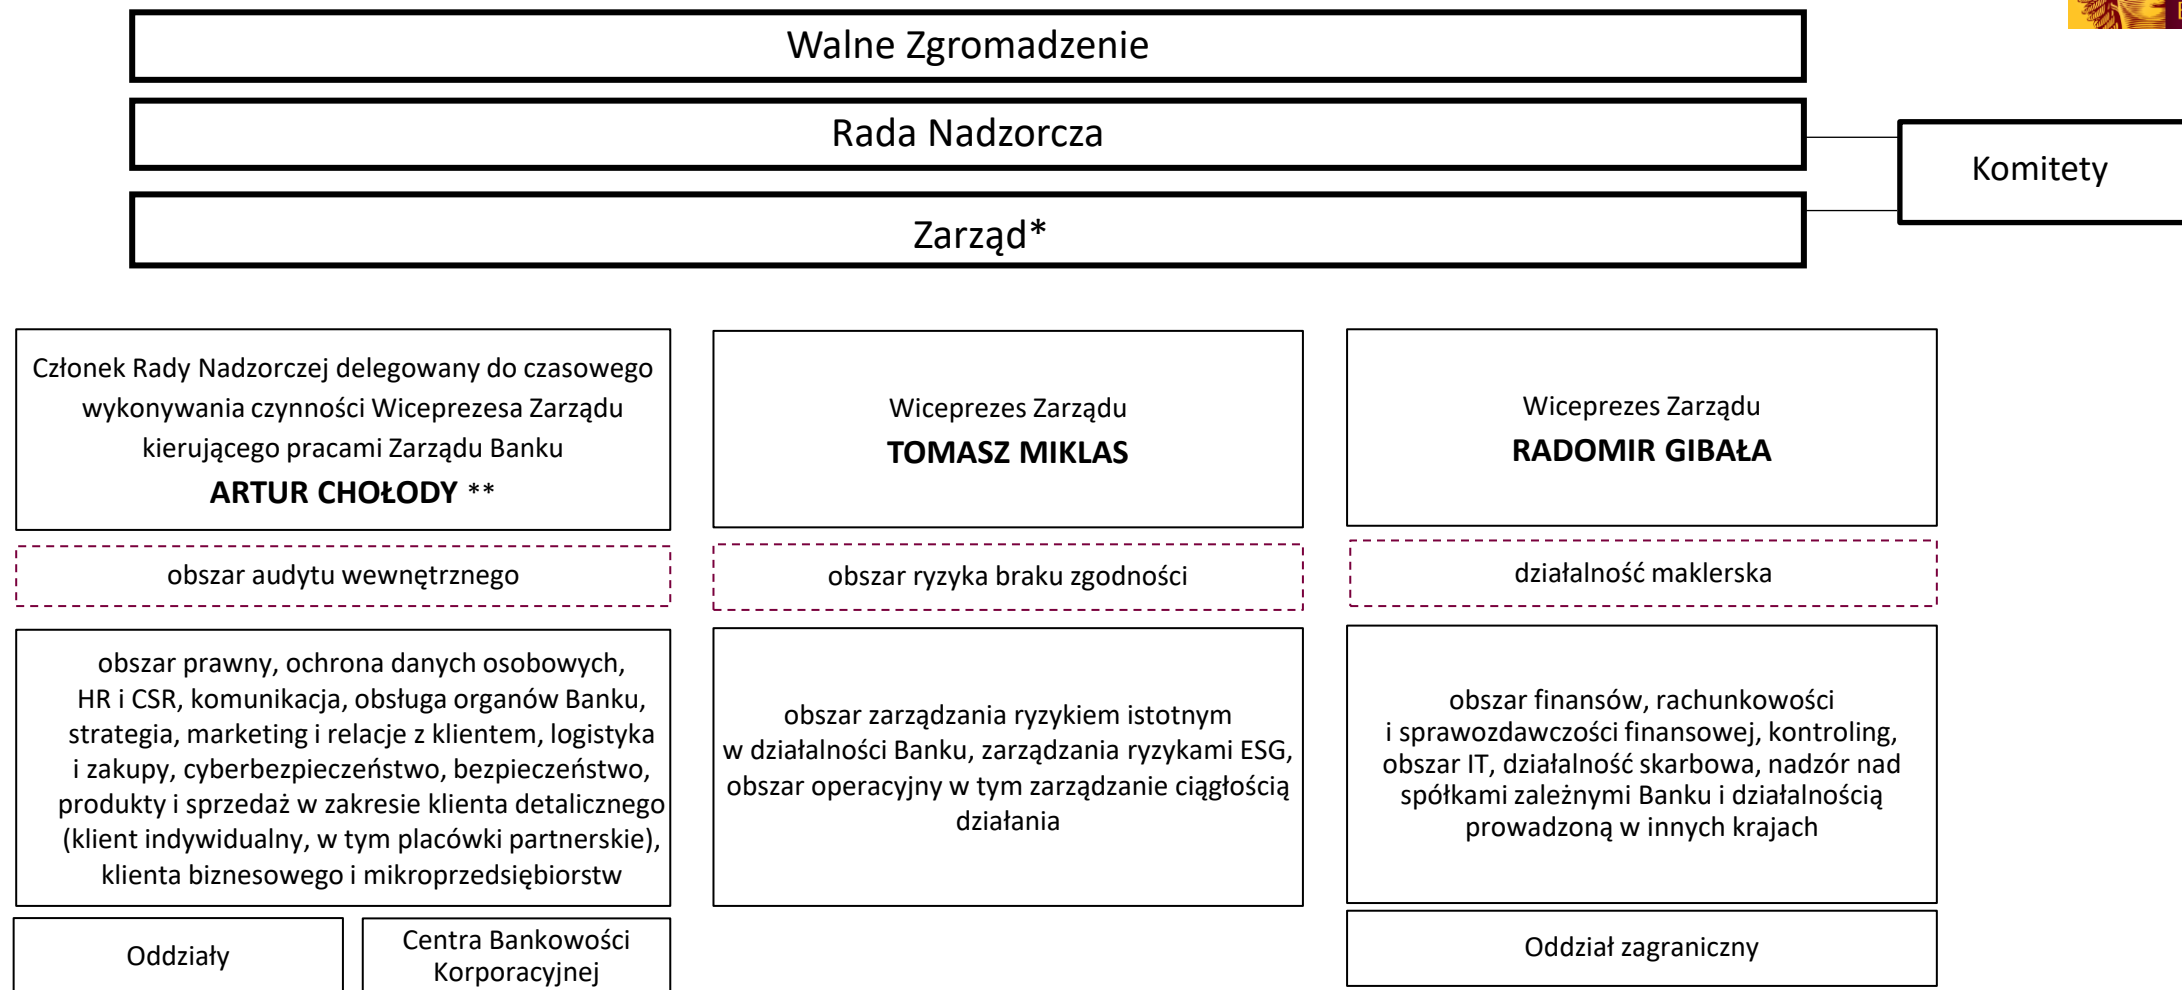 Walne Zgromadzenie
Rada Nadzorcza
Komitety
Zarząd*
Członek Rady Nadzorczej delegowany do czasowego
wykonywania czynności Wiceprezesa Zarządu
kierującego pracami Zarządu Banku
ARTUR CHOŁODY **
Wiceprezes Zarządu
TOMASZ MIKLAS
Wiceprezes Zarządu
RADOMIR GIBAŁA
obszar audytu wewnętrznego
obszar ryzyka braku zgodności
działalność maklerska
obszar prawny, ochrona danych osobowych,
HR i CSR, komunikacja, obsługa organów Banku,
strategia, marketing i relacje z klientem, logistyka
i zakupy, cyberbezpieczeństwo, bezpieczeństwo,
produkty i sprzedaż w zakresie klienta detalicznego
(klient indywidualny, w tym placówki partnerskie),
klienta biznesowego i mikroprzedsiębiorstw
obszar zarządzania ryzykiem istotnym
w działalności Banku, zarządzania ryzykami ESG,
obszar operacyjny w tym zarządzanie ciągłością
działania
obszar finansów, rachunkowości
i sprawozdawczości finansowej, kontroling,
obszar IT, działalność skarbowa, nadzór nad
spółkami zależnymi Banku i działalnością
prowadzoną w innych krajach
Oddziały
Centra Bankowości
Korporacyjnej
Oddział zagraniczny